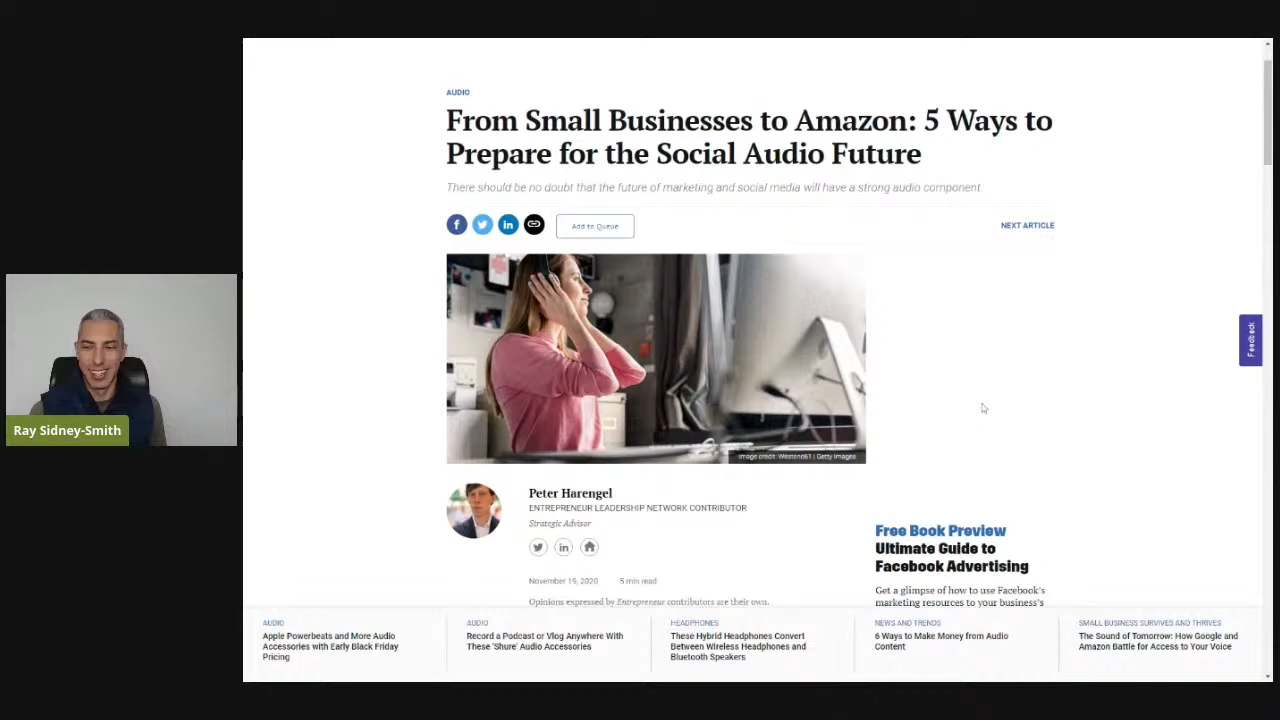 AUDIO
From Small Businesses to Amazon: 5 Ways to
Prepare for the Social Audio Future
There should be no doubt that the future of marketing and social media will have a strong audio component.
Add to Queue
NEXT ARTICLE
Image credit: Westend61 | Getty Images
Feedback
Ray Sidney-Smith
Peter Harengel
ENTREPRENEUR LEADERSHIP NETWORK CONTRIBUTOR
Strategic Advisor
November 19, 2020
5 min read
Opinions expressed by Entrepreneur contributors are their own.
Free Book Preview
Ultimate Guide to
Facebook Advertising
Get a glimpse of how to use Facebook's
marketing resources to your business's
AUDIO
Apple Powerbeats and More Audio
Accessories with Early Black Friday
Pricing
AUDIO
Record a Podcast or Vlog Anywhere With
These 'Shure' Audio Accessories
HEADPHONES
These Hybrid Headphones Convert
Between Wireless Headphones and
Bluetooth Speakers
NEWS AND TRENDS
6 Ways to Make Money from Audio
Content
SMALL BUSINESS SURVIVES AND THRIVES
The Sound of Tomorrow: How Google and
Amazon Battle for Access to Your Voice